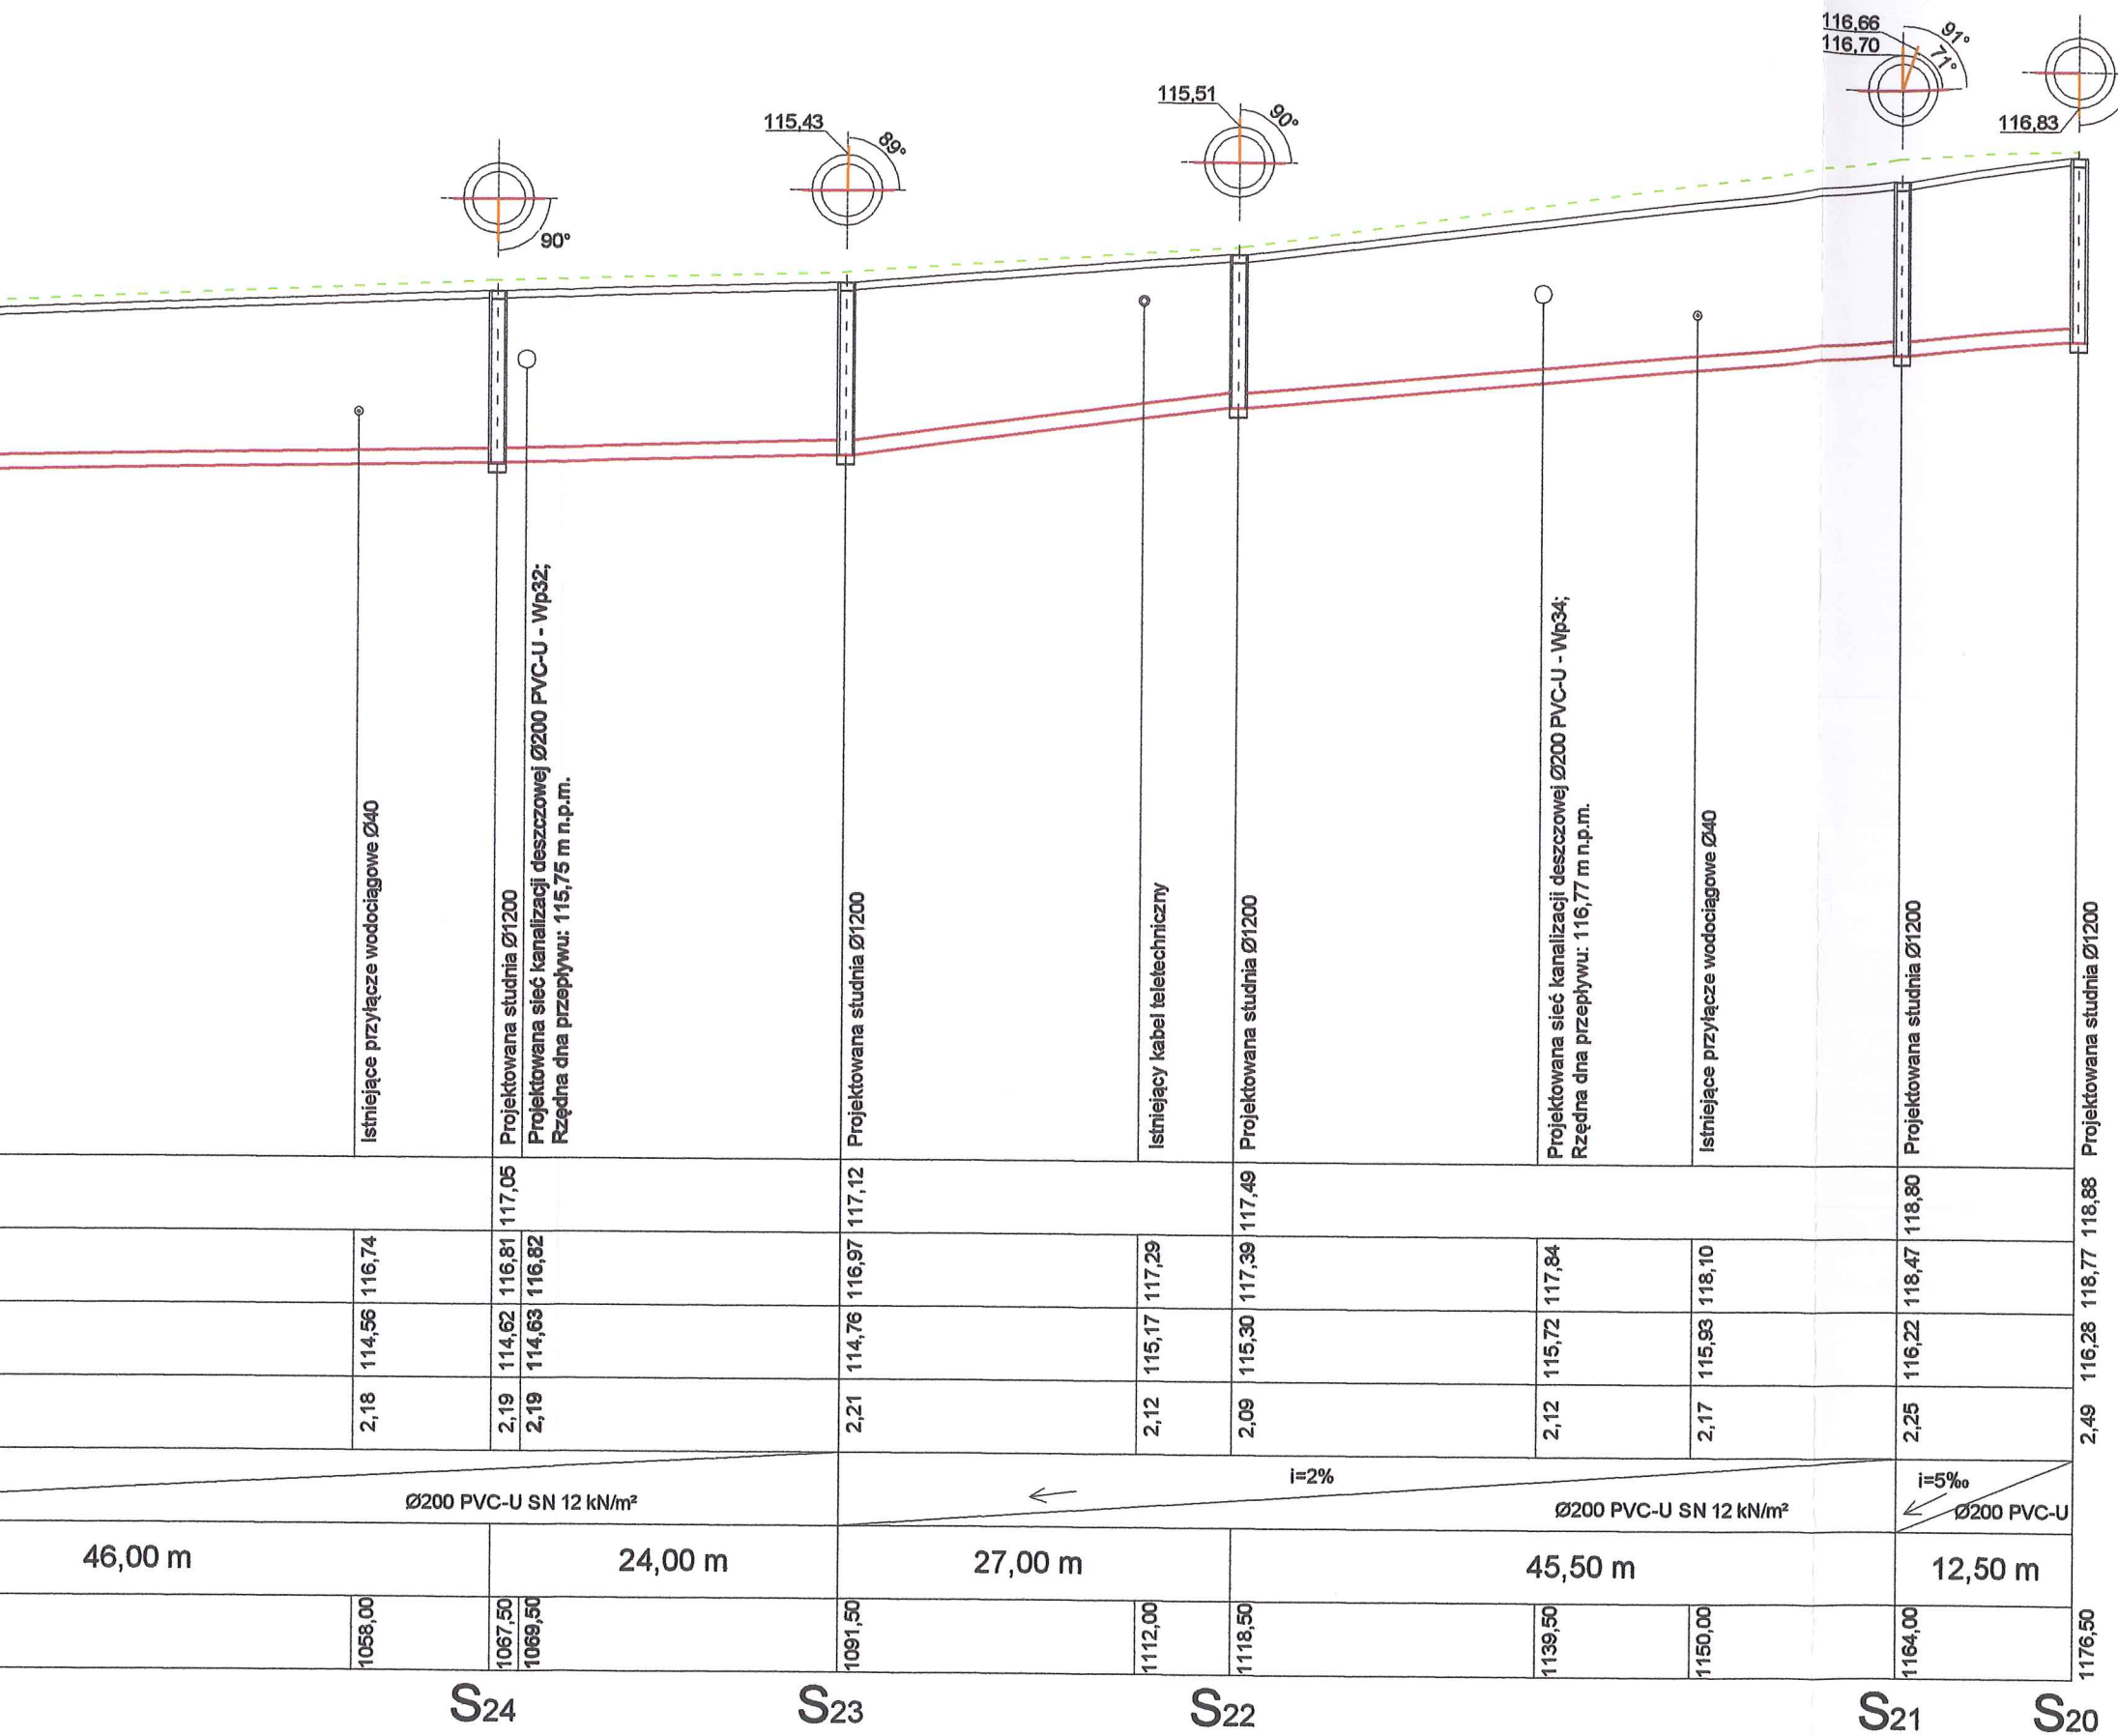 116,66
116,70
91°
71°
116,83
115,51
90°
115,43
89°
90°
Istniejące przyłącze wodociągowe Ø40
Projektowana studnia Ø1200
Projektowana sieć kanalizacji deszczowej Ø200 PVC-U - Wp32;
Rzędna dna przepływu: 115,75 m n.p.m.
Projektowana studnia Ø1200
Istniejący kabel teletechniczny
Projektowana studnia Ø1200
Projektowana sieć kanalizacji deszczowej Ø200 PVC-U - Wp34;
Rzędna dna przepływu: 116,77 m n.p.m.
Istniejące przyłącze wodociągowe Ø40
Projektowana studnia Ø1200
Projektowana studnia Ø1200
117,05 117,12 117,49 118,80 118,88
116,74 116,81 116,82 116,97 117,29 117,39 117,84 118,10 118,47 118,77
114,56 114,62 114,63 114,76 115,17 115,30 115,72 115,93 116,22 116,28
2,18 2,19 2,19 2,21 2,12 2,09 2,12 2,17 2,25 2,49
i=2% i=5‰
Ø200 PVC-U SN 12 kN/m² Ø200 PVC-U SN 12 kN/m² Ø200 PVC-U
46,00 m 24,00 m 27,00 m 45,50 m 12,50 m
1058,00 1067,50 1069,50 1091,50 1112,00 1118,50 1139,50 1150,00 1164,00 1176,50
S24 S23 S22 S21 S20